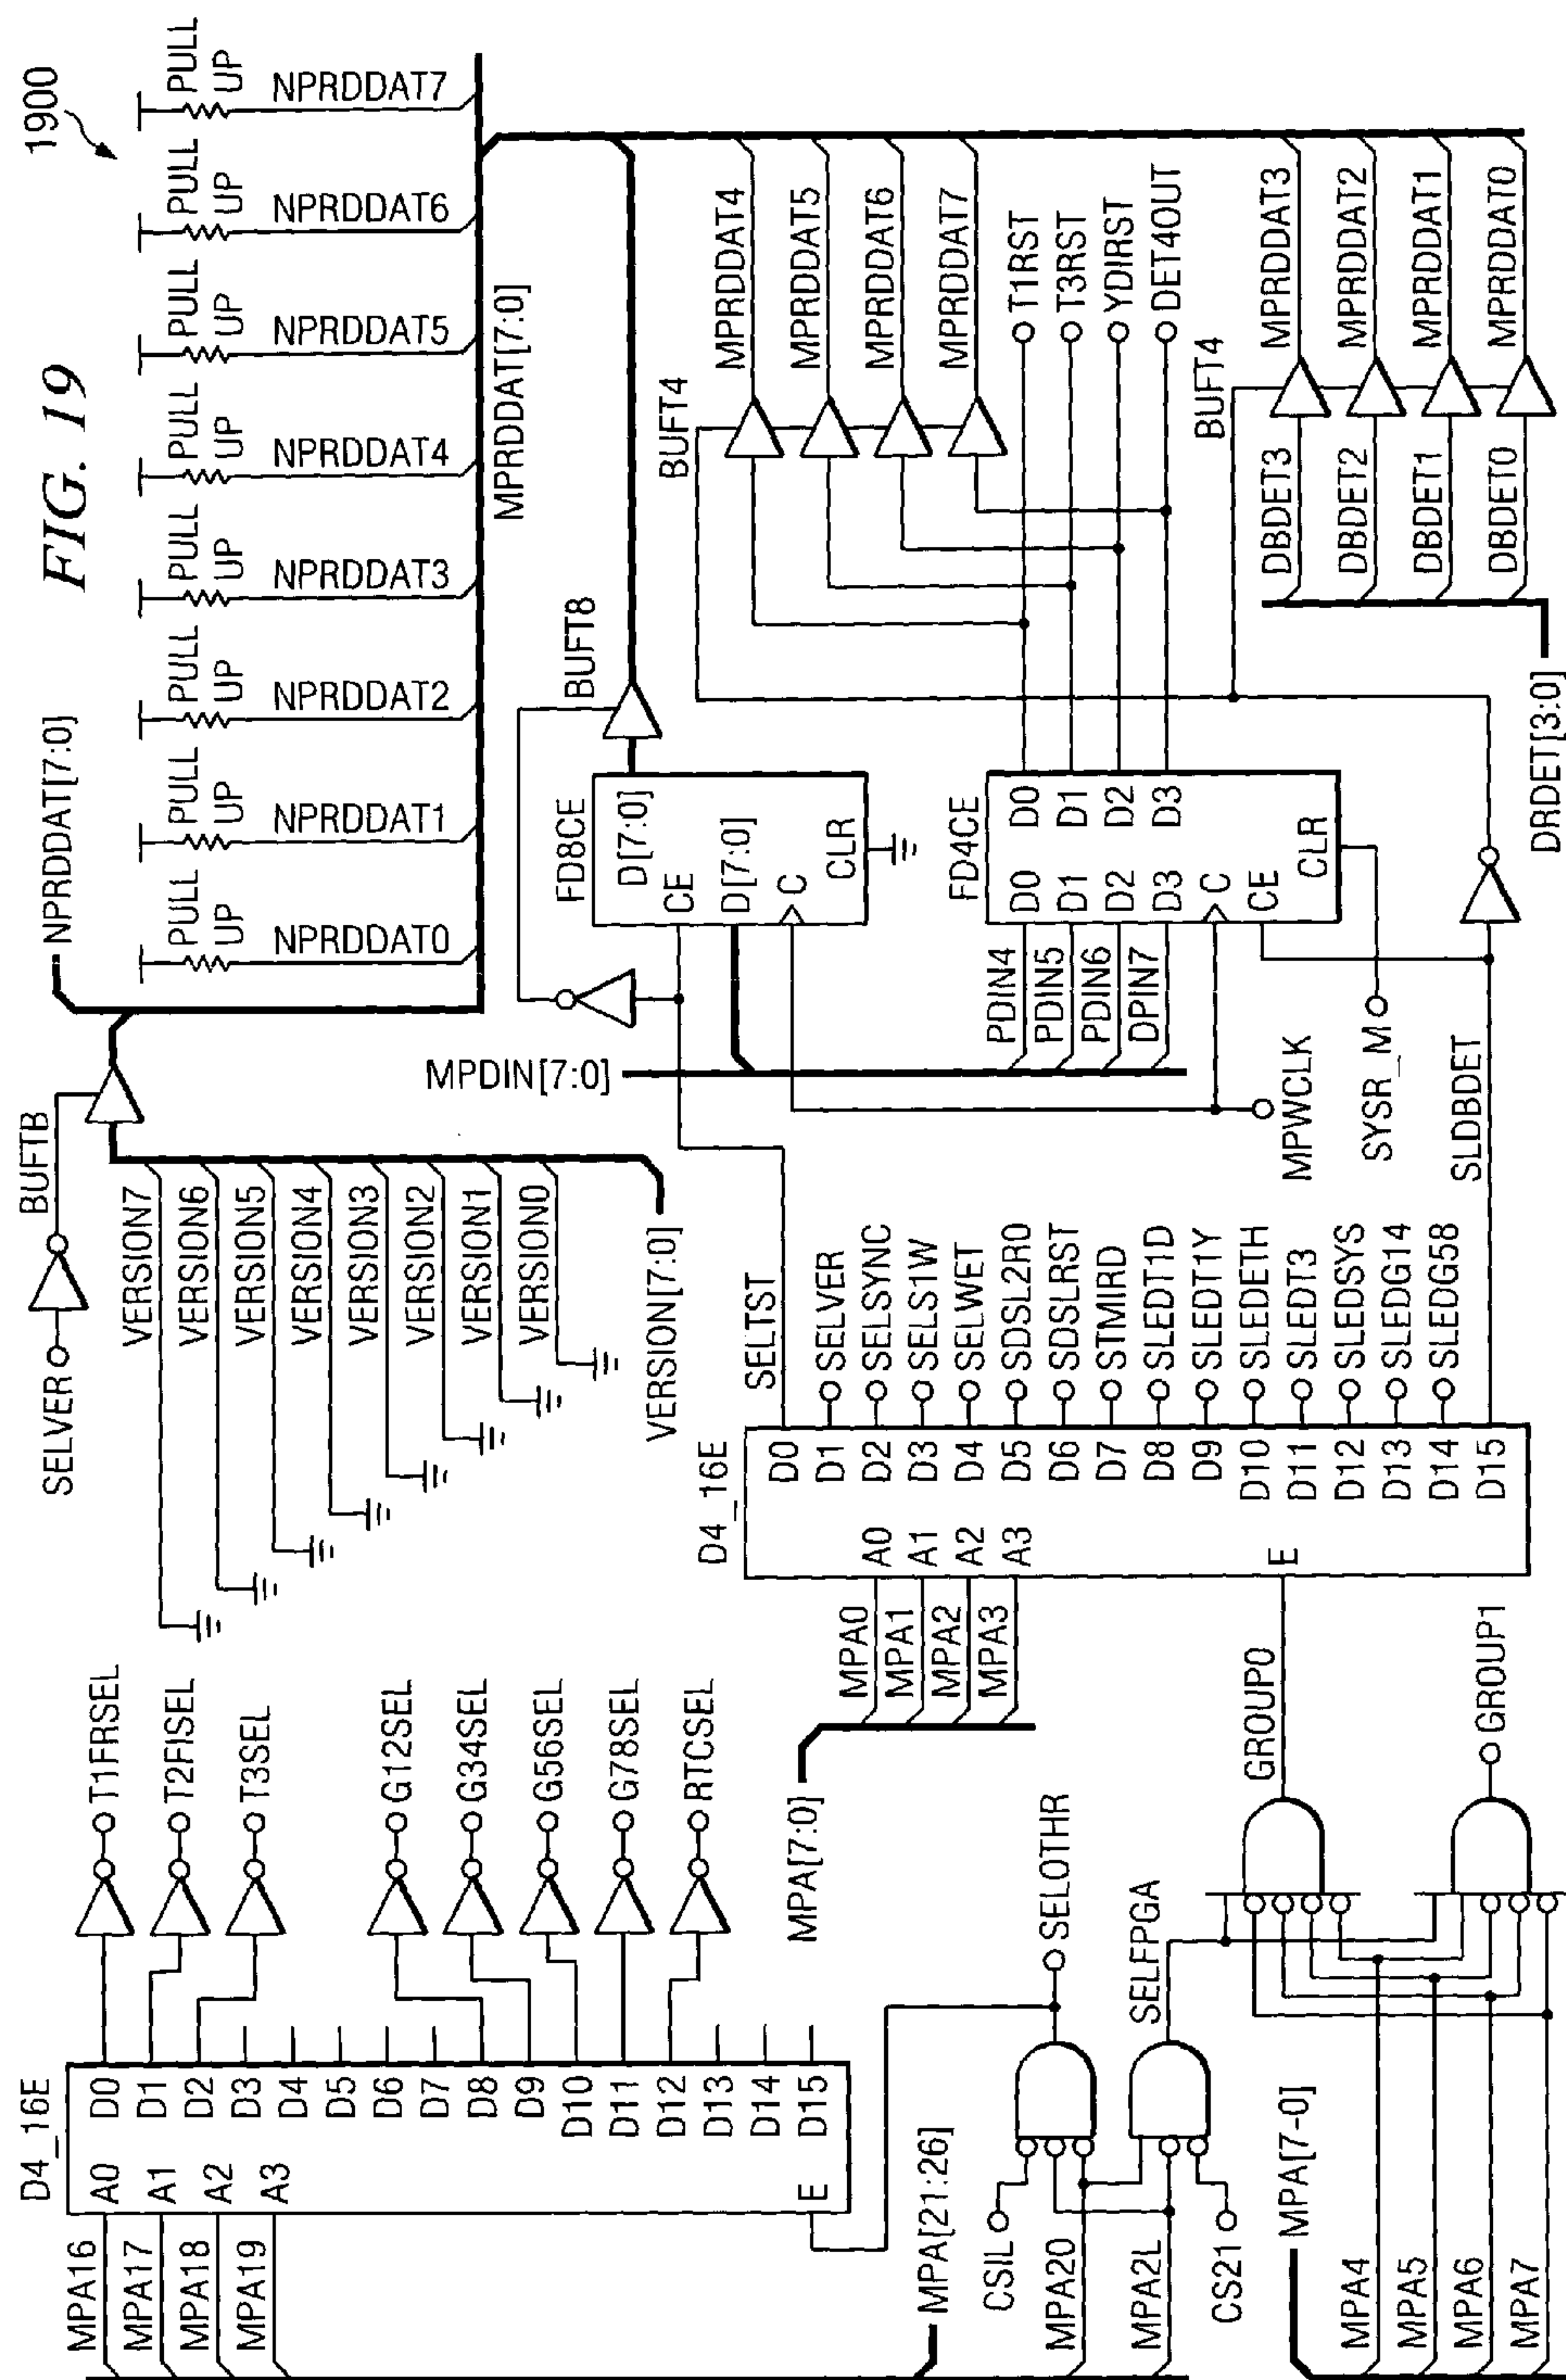 FIG. 19
1900
SELVER
BUFTB
NPRDDAT[7:0]
PULL UP
NPRDDAT0
PULL UP
NPRDDAT1
PULL UP
NPRDDAT2
PULL UP
NPRDDAT3
PULL UP
NPRDDAT4
PULL UP
NPRDDAT5
PULL UP
NPRDDAT6
PULL UP
NPRDDAT7
MPRDDAT[7:0]
VERSION7
VERSION6
VERSION5
VERSION4
VERSION3
VERSION2
VERSION1
VERSION0
VERSION[7:0]
D4_16E
MPA16
MPA17
MPA18
MPA19
A0
A1
A2
A3
E
D0
D1
D2
D3
D4
D5
D6
D7
D8
D9
D10
D11
D12
D13
D14
D15
T1FRSEL
T2FISEL
T3SEL
G12SEL
G34SEL
G56SEL
G78SEL
RTCSEL
MPA[21:26]
CSIL
MPA20
MPA2L
CS21
SELOTHR
SELFPGA
MPA[7-0]
MPA4
MPA5
MPA6
MPA7
GROUP0
GROUP1
MPA[7:0]
MPA0
MPA1
MPA2
MPA3
D4_16E
A0
A1
A2
A3
E
D0
D1
D2
D3
D4
D5
D6
D7
D8
D9
D10
D11
D12
D13
D14
D15
SELTST
SELVER
SELSYNC
SELS1W
SELWET
SDSL2R0
SDSLRST
STMIRD
SLEDT1D
SLEDT1Y
SLEDETH
SLEDT3
SLEDSYS
SLEDG14
SLEDG58
SLDBDET
MPDIN[7:0]
FD8CE
D[7:0]
CE
D[7:0]
C
CLR
BUFT8
PDIN4
PDIN5
PDIN6
DPIN7
MPWCLK
SYSR_M
FD4CE
D0
D1
D2
D3
C
CE
CLR
D0
D1
D2
D3
BUFT4
MPRDDAT4
MPRDDAT5
MPRDDAT6
MPRDDAT7
T1RST
T3RST
YDIRST
DET4OUT
BUFT4
DBDET3
DBDET2
DBDET1
DBDET0
MPRDDAT3
MPRDDAT2
MPRDDAT1
MPRDDAT0
DRDET[3:0]